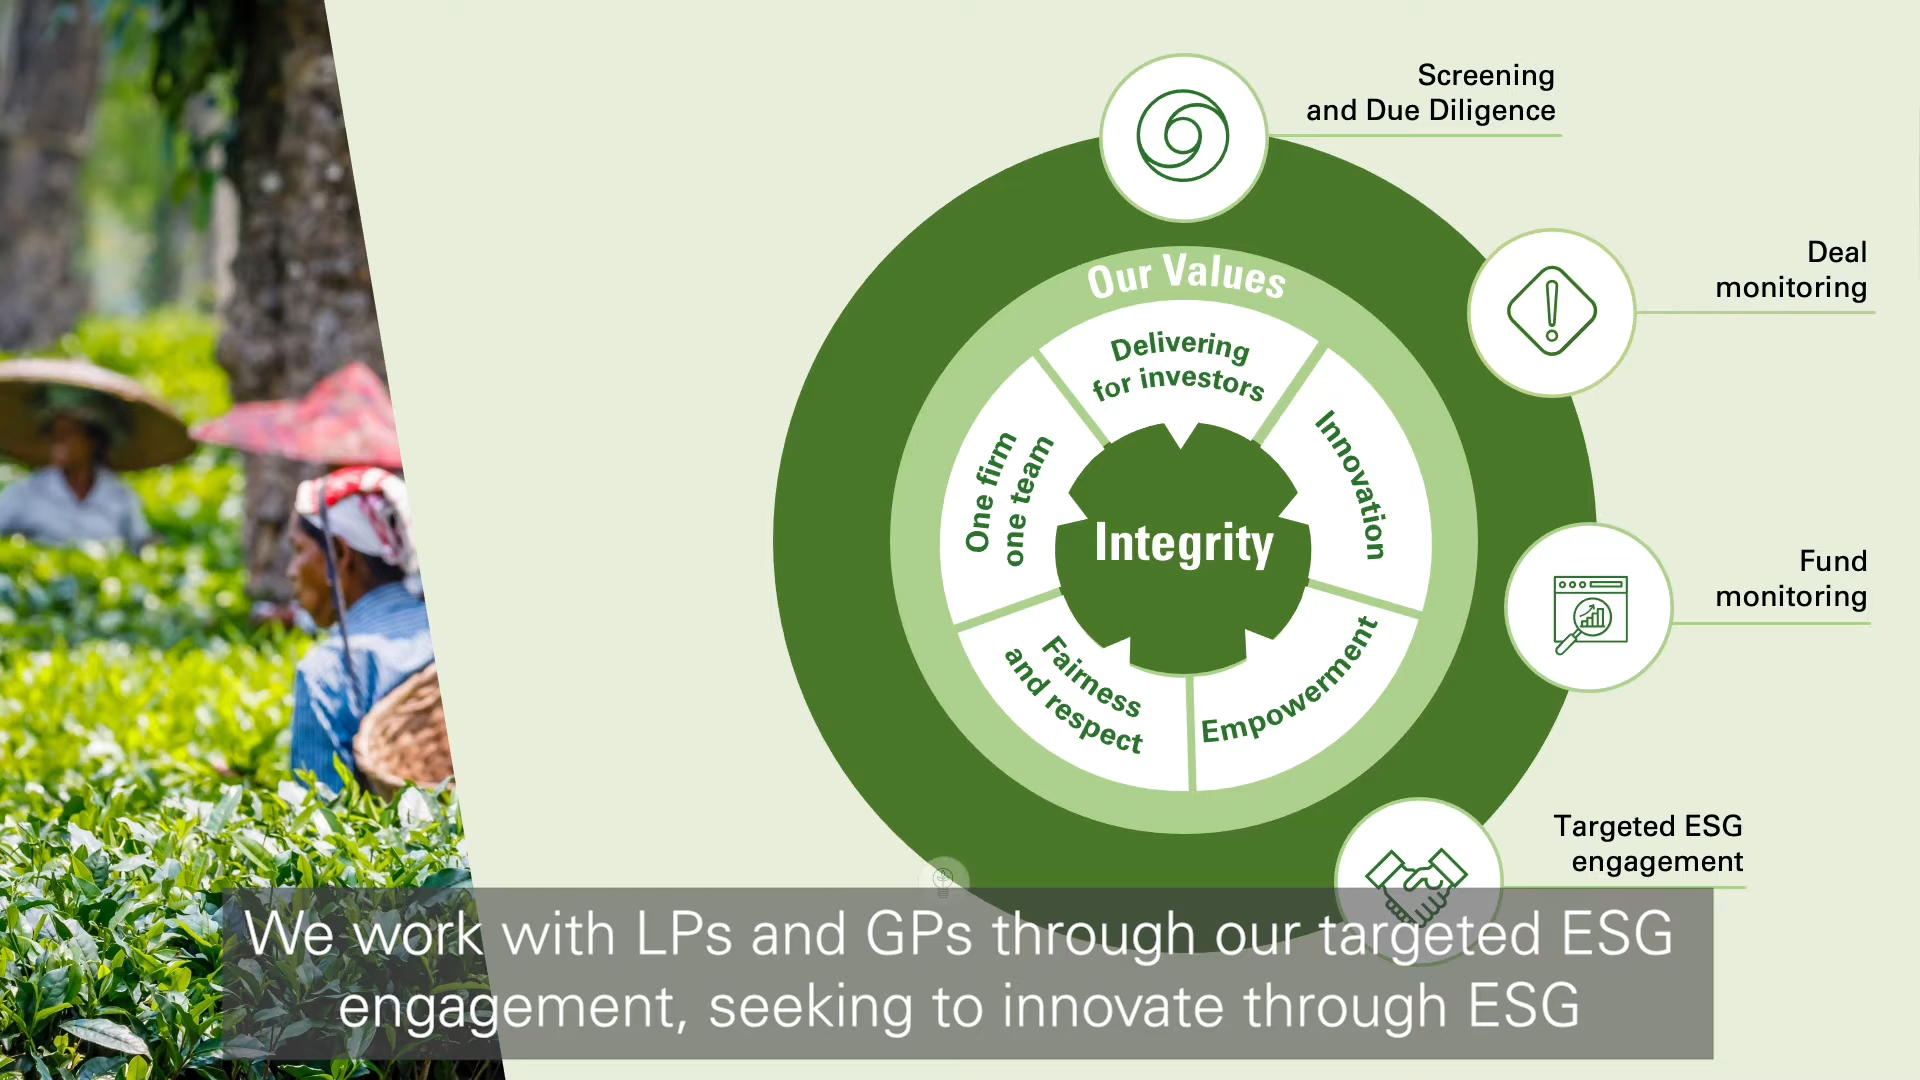 Screening
and Due Diligence
Deal
monitoring
Our Values
Delivering
for investors
Innovation
One firm
one team
Integrity
Fund
monitoring
Empowerment
Fairness
and respect
Targeted ESG
engagement
We work with LPs and GPs through our targeted ESG
engagement, seeking to innovate through ESG